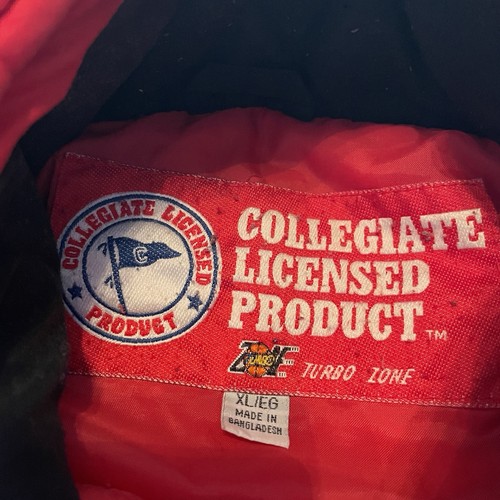 COLLEGIATE LICENSED
C
PRODUCT
COLLEGIATE
LICENSED
PRODUCT™
TURBO ZONE
XL/EG
MADE IN
BANGLADESH